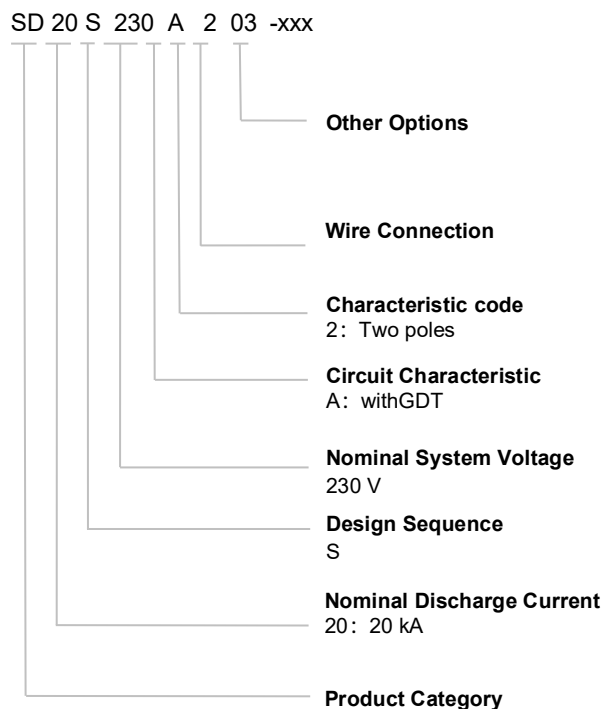 SD 20 S 230 A 2 03 -xxx
Other Options
Wire Connection
Characteristic code
2：Two poles
Circuit Characteristic
A：withGDT
Nominal System Voltage
230 V
Design Sequence
S
Nominal Discharge Current
20：20 kA
Product Category